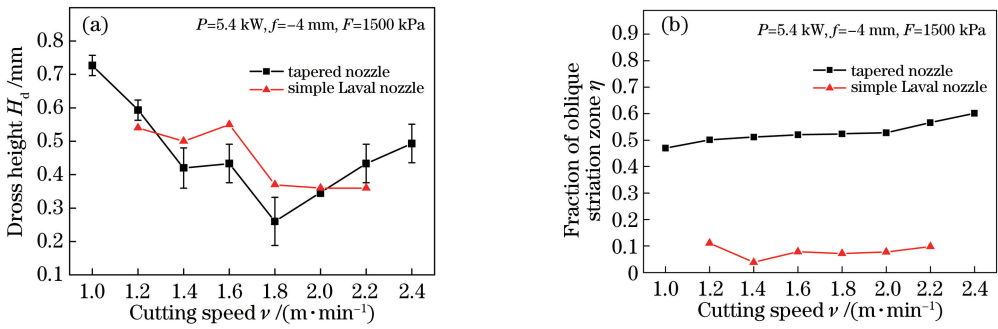 (a)
P=5.4 kW, f=−4 mm, F=1500 kPa
tapered nozzle
simple Laval nozzle
Dross height Hd /mm
0.8
0.7
0.6
0.5
0.4
0.3
0.2
0.1
1.0 1.2 1.4 1.6 1.8 2.0 2.2 2.4
Cutting speed ν /(m·min⁻¹)
(b)
P=5.4 kW, f=−4 mm, F=1500 kPa
tapered nozzle
simple Laval nozzle
Fraction of oblique
striation zone η
0.9
0.8
0.7
0.6
0.5
0.4
0.3
0.2
0.1
0
1.0 1.2 1.4 1.6 1.8 2.0 2.2 2.4
Cutting speed ν /(m·min⁻¹)